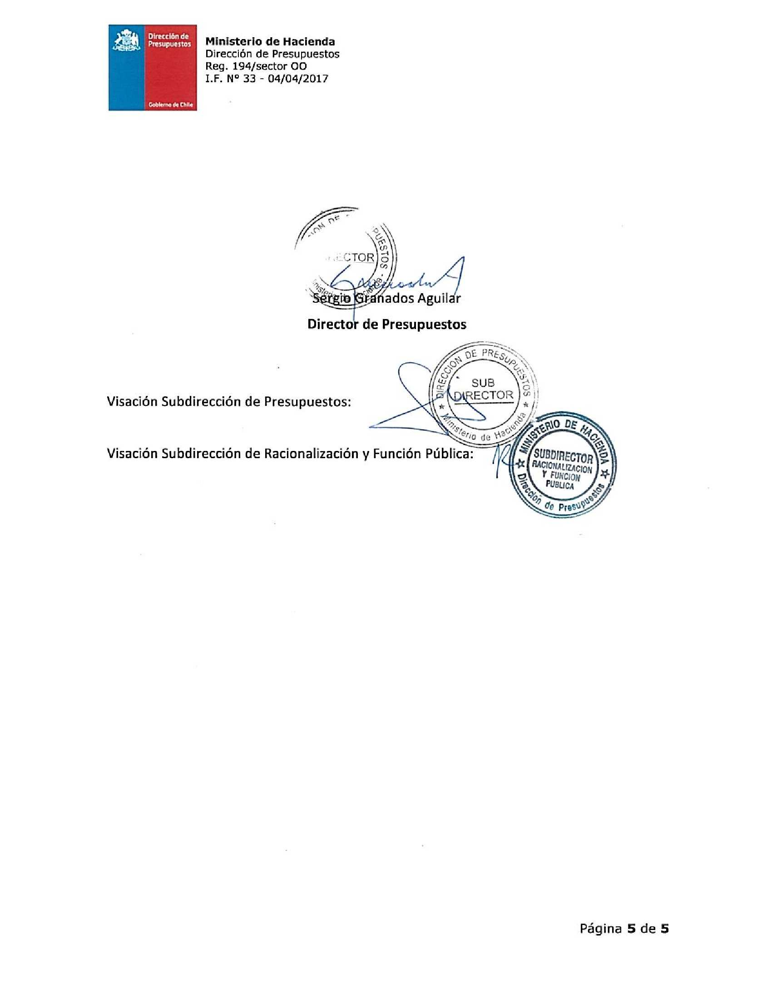 Dirección de
Presupuestos
Gobierno de Chile
Ministerio de Hacienda
Dirección de Presupuestos
Reg. 194/sector OO
I.F. Nº 33 - 04/04/2017
Sergio Granados Aguilar
Director de Presupuestos
DIRECCION DE PRESUPUESTOS
SUB
DIRECTOR
Ministerio de Hacienda
Visación Subdirección de Presupuestos:
Visación Subdirección de Racionalización y Función Pública:
MINISTERIO DE HACIENDA
SUBDIRECTOR
RACIONALIZACION
Y FUNCION
PUBLICA
Dirección de Presupuestos
Página 5 de 5